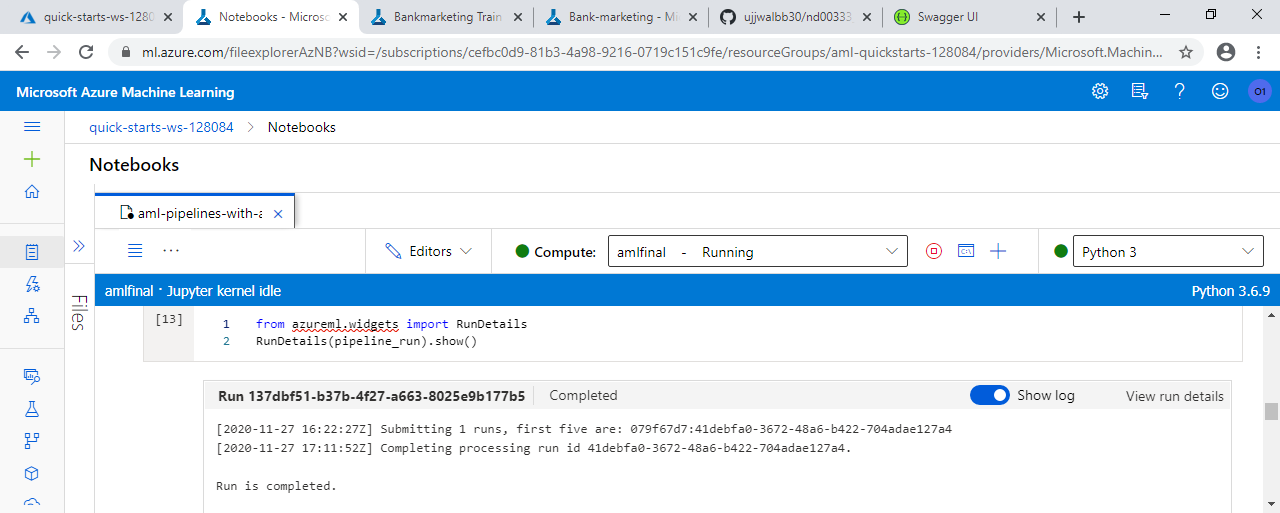 quick-starts-ws-1280
Notebooks - Microsc
Bankmarketing Train
Bank-marketing - Mi
ujjwalbb30/nd00333
Swagger UI
ml.azure.com/fileexplorerAzNB?wsid=/subscriptions/cefbc0d9-81b3-4a98-9216-0719c151c9fe/resourceGroups/aml-quickstarts-128084/providers/Microsoft.Machin...
Microsoft Azure Machine Learning
O1
quick-starts-ws-128084 > Notebooks
Notebooks
aml-pipelines-with-a
Editors
Compute: amlfinal - Running
Python 3
Files
amlfinal · Jupyter kernel idle
Python 3.6.9
[13]
1 from azureml.widgets import RunDetails
2 RunDetails(pipeline_run).show()
Run 137dbf51-b37b-4f27-a663-8025e9b177b5 Completed Show log View run details
[2020-11-27 16:22:27Z] Submitting 1 runs, first five are: 079f67d7:41debfa0-3672-48a6-b422-704adae127a4
[2020-11-27 17:11:52Z] Completing processing run id 41debfa0-3672-48a6-b422-704adae127a4.
Run is completed.